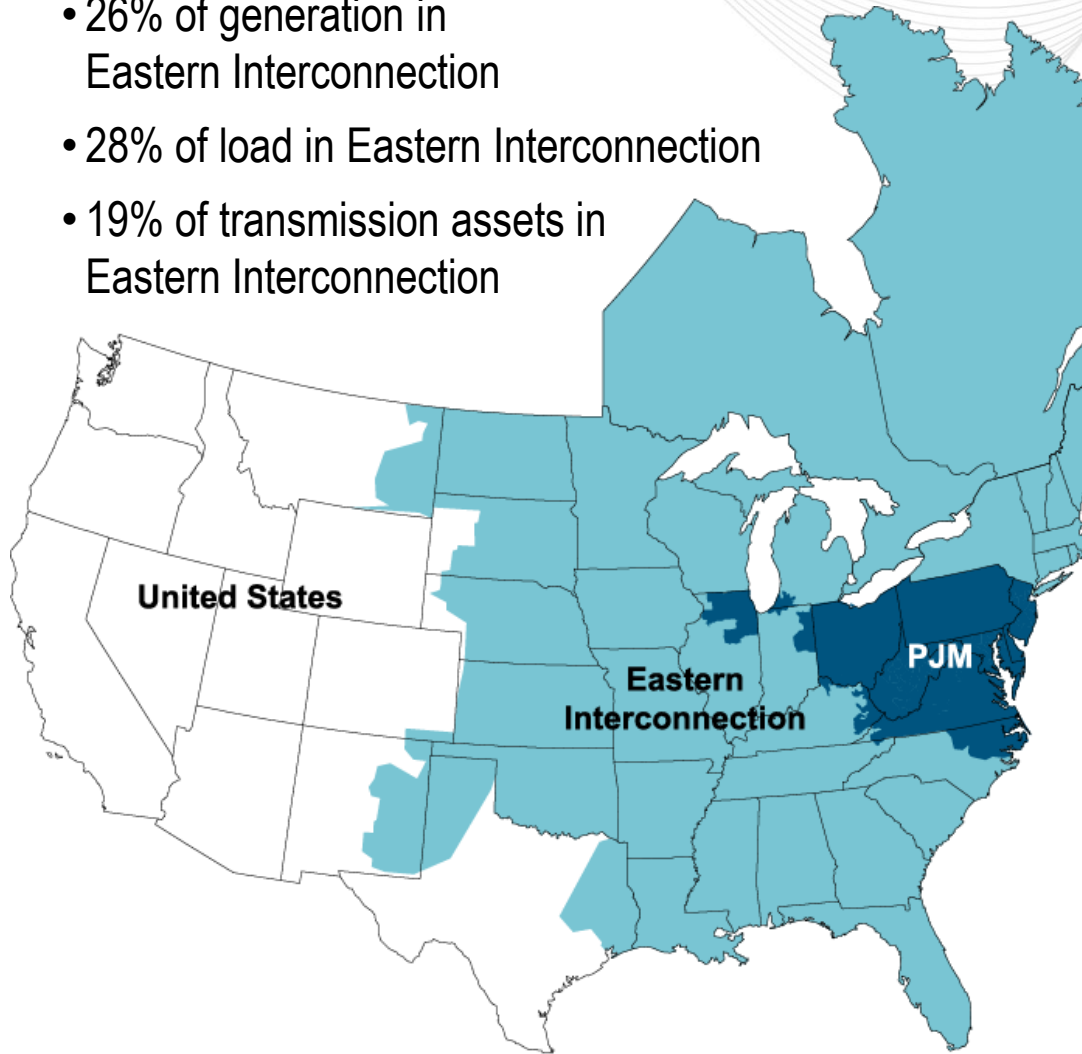 • 26% of generation in
Eastern Interconnection
• 28% of load in Eastern Interconnection
• 19% of transmission assets in
Eastern Interconnection
United States
PJM
Eastern
Interconnection